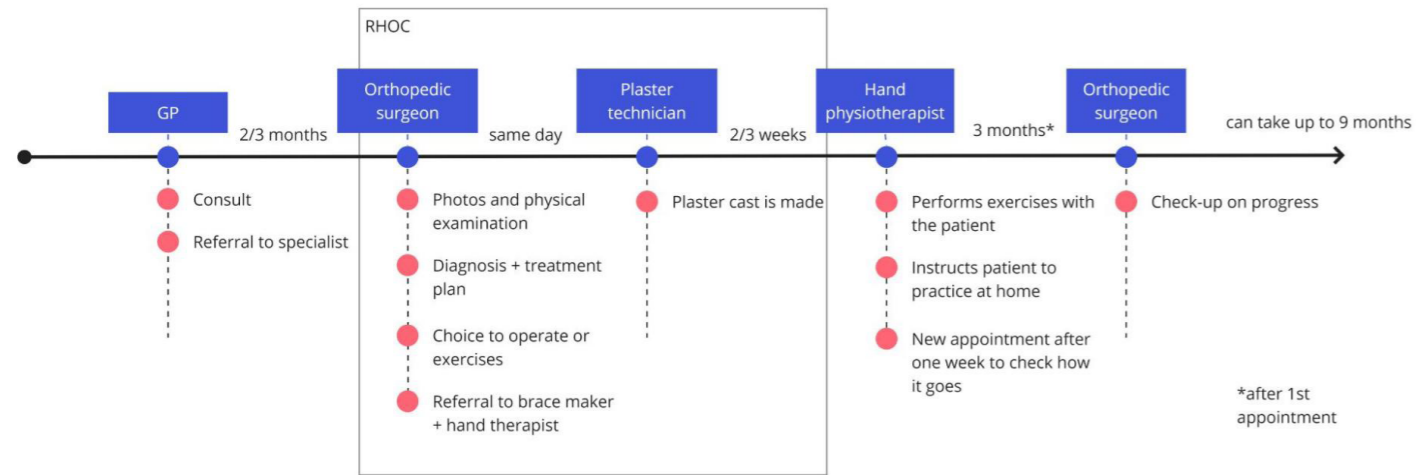 RHOC
GP
Orthopedic
surgeon
Plaster
technician
Hand
physiotherapist
Orthopedic
surgeon
2/3 months
same day
2/3 weeks
3 months*
can take up to 9 months
Consult
Referral to specialist
Photos and physical
examination
Diagnosis + treatment
plan
Choice to operate or
exercises
Referral to brace maker
+ hand therapist
Plaster cast is made
Performs exercises with
the patient
Instructs patient to
practice at home
New appointment after
one week to check how
it goes
Check-up on progress
*after 1st
appointment